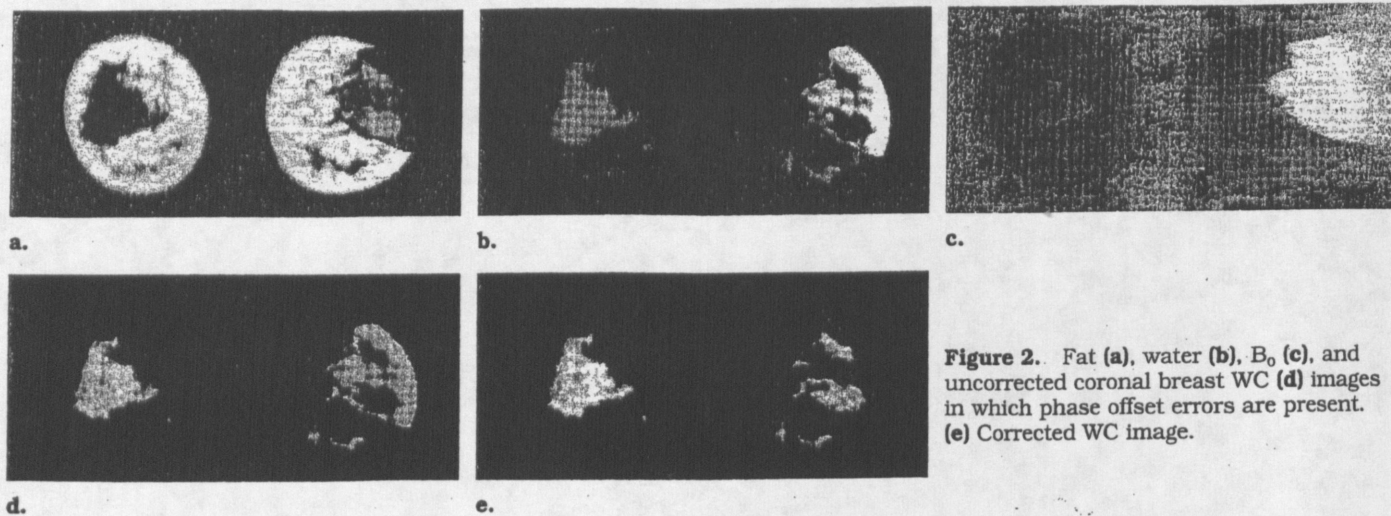 a.
b.
c.
d.
e.
Figure 2. Fat (a), water (b), B₀ (c), and
uncorrected coronal breast WC (d) images
in which phase offset errors are present.
(e) Corrected WC image.